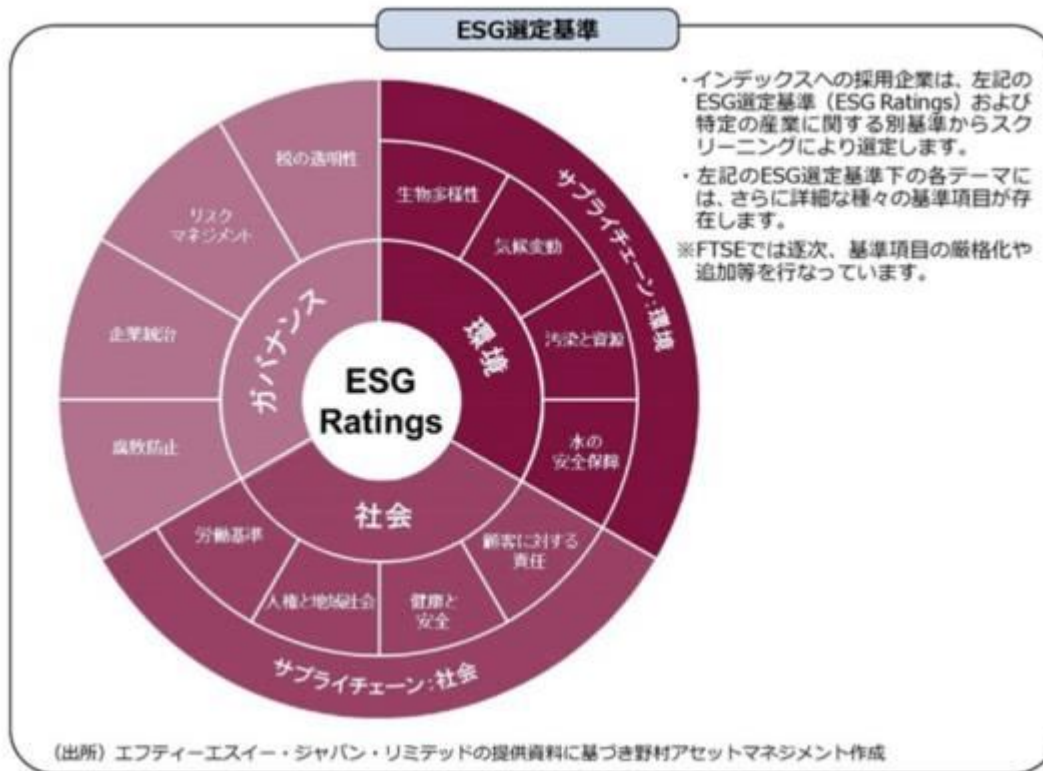 ESG選定基準
・インデックスへの採用企業は、左記の
ESG選定基準（ESG Ratings）および
特定の産業に関する別基準からスク
リーニングにより選定します。
・左記のESG選定基準下の各テーマに
は、さらに詳細な種々の基準項目が存
在します。
※FTSEでは逐次、基準項目の厳格化や
追加等を行なっています。
税の透明性
リスク
マネジメント
企業統治
腐敗防止
ガバナンス
サプライチェーン:環境
生物多様性
気候変動
汚染と資源
水の
安全保障
環境
ESG
Ratings
社会
労働基準
人権と地域社会
健康と
安全
顧客に対する
責任
サプライチェーン:社会
（出所）エフティーエスイー・ジャパン・リミテッドの提供資料に基づき野村アセットマネジメント作成